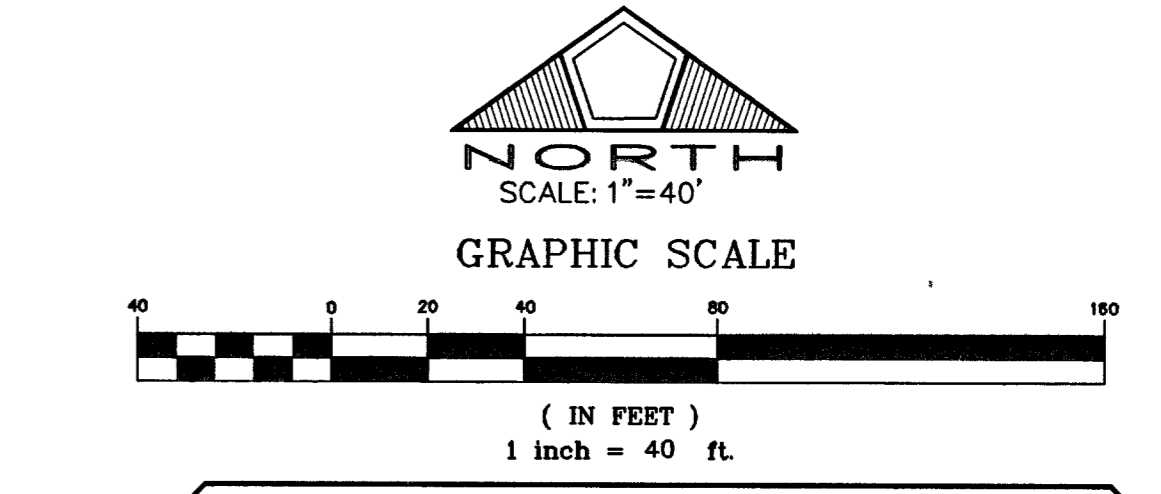 NORTH
SCALE: 1"=40'
GRAPHIC SCALE
40 0 20 40 80 160
( IN FEET )
1 inch = 40 ft.